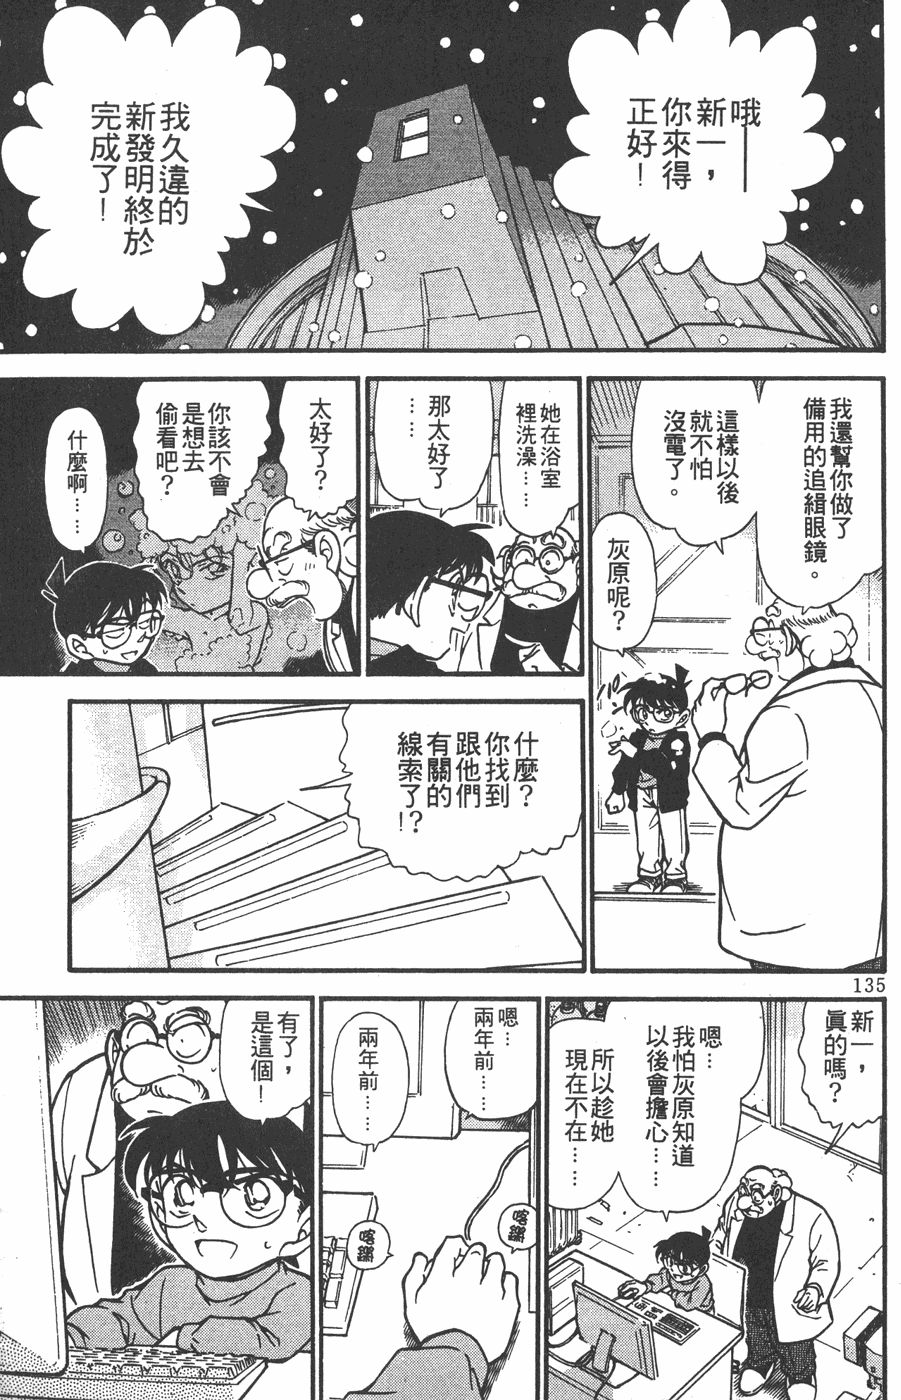 哦——
新一，
你來得
正好！
我久違的
新發明終於
完成了！
我還幫你做了
備用的追緝眼鏡。
這樣以後
就不怕
沒電了。
灰原呢？
她在浴室
裡洗澡……
那太好了
……
太好了？
你該不會
是想去
偷看吧？
什麼啊……
什麼？
你找到
跟他們
有關的
線索了!?
135
新一，
真的嗎？
嗯…
我怕灰原知道
以後會擔心…
所以趁她
現在不在……
嗯…
兩年前……
兩年前……
喀鏘
喀鏘
有了，
是這個！